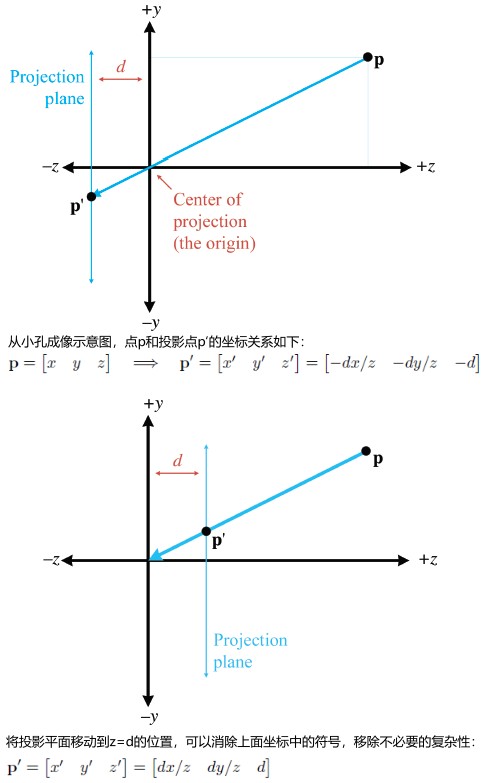 +y
p
d
Projection
plane
−z
+z
p'
Center of
projection
(the origin)
−y
从小孔成像示意图，点p和投影点p'的坐标关系如下：
p = [x y z] ⟹ p′ = [x′ y′ z′] = [−dx/z −dy/z −d]
+y
d
p
p'
−z
+z
Projection
plane
−y
将投影平面移动到z=d的位置，可以消除上面坐标中的符号，移除不必要的复杂性：
p′ = [x′ y′ z′] = [dx/z dy/z d]